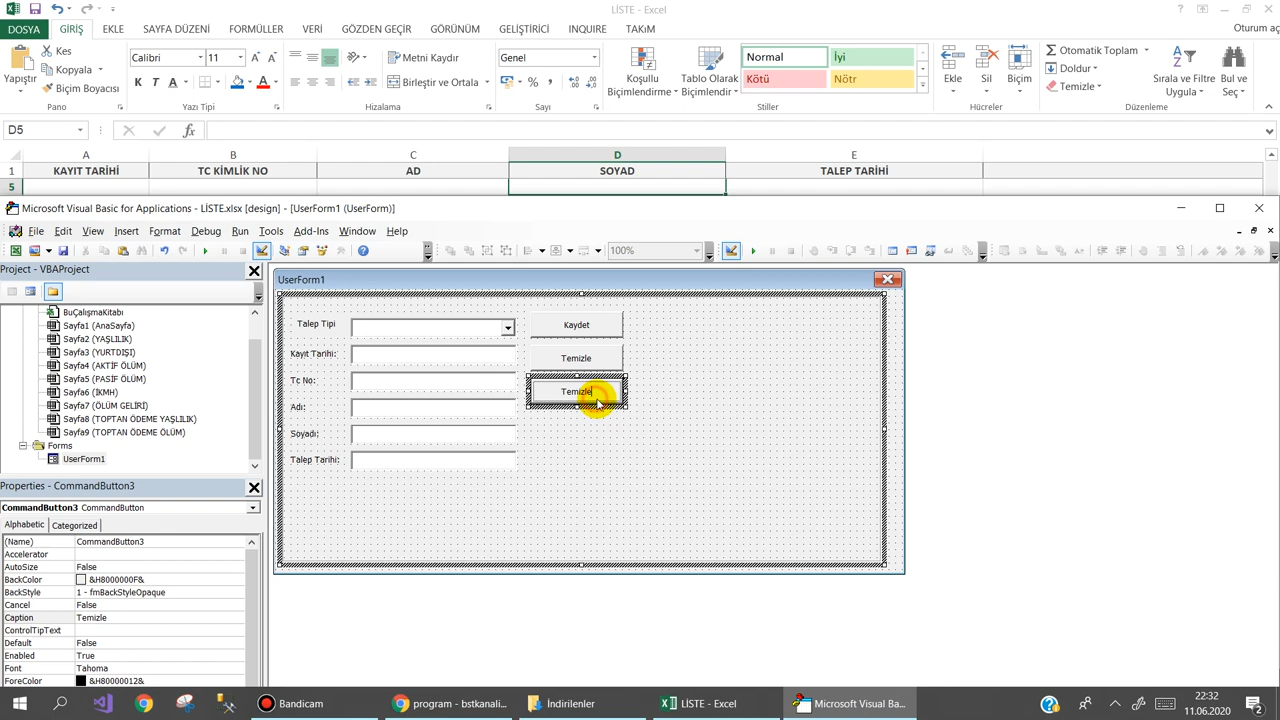 LİSTE - Excel
DOSYA GİRİŞ EKLE SAYFA DÜZENİ FORMÜLLER VERİ GÖZDEN GEÇİR GÖRÜNÜM GELİŞTİRİCİ INQUIRE TAKıM Oturum aç
Yapıştır
Kes
Kopyala
Biçim Boyacısı
Pano
Calibri 11
K T A
Yazı Tipi
Metni Kaydır
Birleştir ve Ortala
Hizalama
Genel
%
Sayı
Koşullu Biçimlendirme
Tablo Olarak Biçimlendir
Normal İyi
Kötü Nötr
Stiller
Ekle Sil Biçim
Hücreler
Otomatik Toplam
Doldur
Temizle
Sırala ve Filtre Uygula
Bul ve Seç
Düzenleme
D5 fx
A B C D E
1 KAYIT TARİHİ TC KİMLİK NO AD SOYAD TALEP TARİHİ
5
Microsoft Visual Basic for Applications - LİSTE.xlsx [design] - [UserForm1 (UserForm)]
File Edit View Insert Format Debug Run Tools Add-Ins Window Help
100%
Project - VBAProject
BuÇalışmaKitabı
Sayfa1 (AnaSayfa)
Sayfa2 (YAŞLILIK)
Sayfa3 (YURTDIŞI)
Sayfa4 (AKTİF ÖLÜM)
Sayfa5 (PASİF ÖLÜM)
Sayfa6 (İKMH)
Sayfa7 (ÖLÜM GELİRİ)
Sayfa8 (TOPTAN ÖDEME YAŞLILIK)
Sayfa9 (TOPTAN ÖDEME ÖLÜM)
Forms
UserForm1
Properties - CommandButton3
CommandButton3 CommandButton
Alphabetic Categorized
(Name) CommandButton3
Accelerator
AutoSize False
BackColor &H8000000F&
BackStyle 1 - fmBackStyleOpaque
Cancel False
Caption Temizle
ControlTipText
Default False
Enabled True
Font Tahoma
ForeColor &H80000012&
UserForm1
Talep Tipi
Kayıt Tarihi:
Tc No:
Adı:
Soyadı:
Talep Tarihi:
Kaydet
Temizle
Temizle
Bandicam
program - bstkanali...
İndirilenler
LİSTE - Excel
Microsoft Visual Ba...
22:32
11.06.2020
2